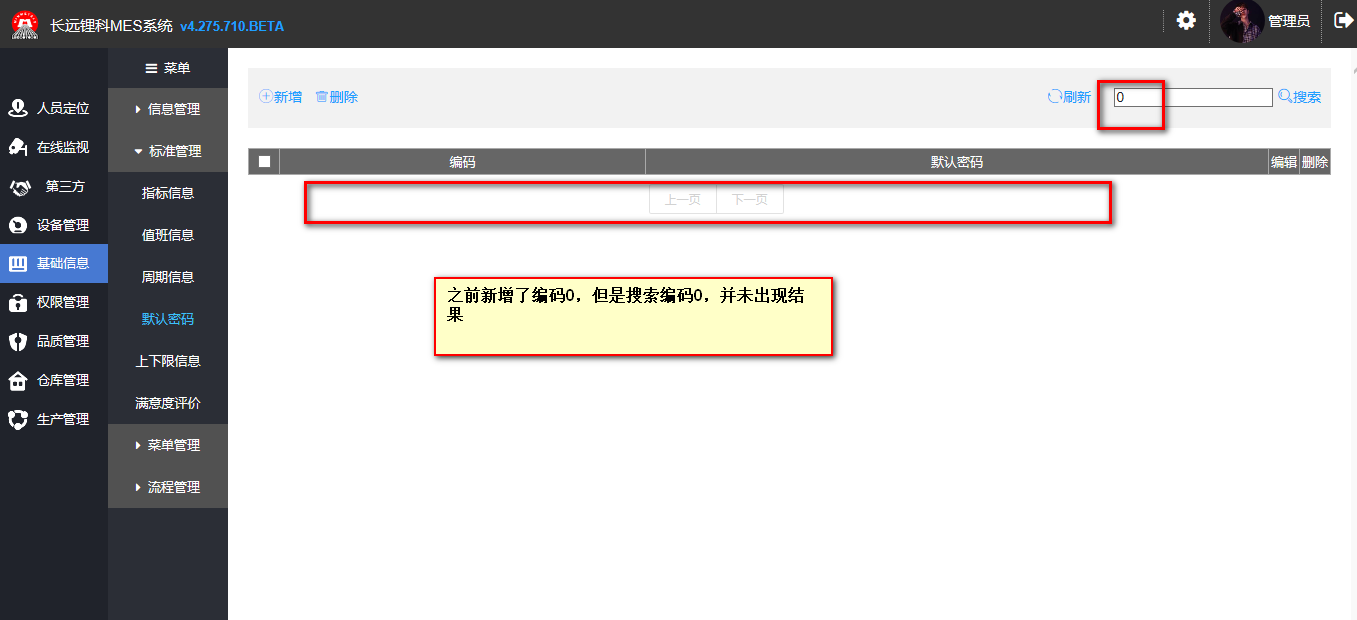 长远锂科MES系统 v4.275.710.BETA
管理员
菜单
人员定位
在线监视
第三方
设备管理
基础信息
权限管理
品质管理
仓库管理
生产管理
信息管理
标准管理
指标信息
值班信息
周期信息
默认密码
上下限信息
满意度评价
菜单管理
流程管理
新增 删除
刷新 0 搜索
编码 默认密码 编辑 删除
上一页 下一页
之前新增了编码0，但是搜索编码0，并未出现结
果